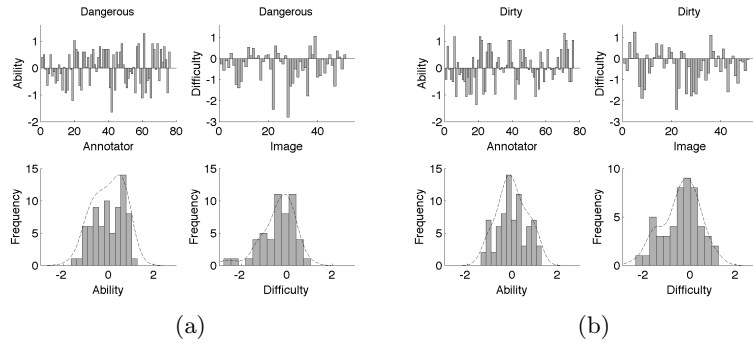 Dangerous Dangerous Dirty Dirty
Ability 1 0 -1 -2 0 20 40 60 80 Annotator
Difficulty 1 0 -1 -2 -3 0 20 40 Image
Ability 1 0 -1 -2 0 20 40 60 80 Annotator
Difficulty 1 0 -1 -2 -3 0 20 40 Image
Frequency 15 10 5 0 -2 0 2 Ability
Frequency 15 10 5 0 -2 0 2 Difficulty
Frequency 15 10 5 0 -2 0 2 Ability
Frequency 10 5 0 -2 0 2 Difficulty
(a) (b)